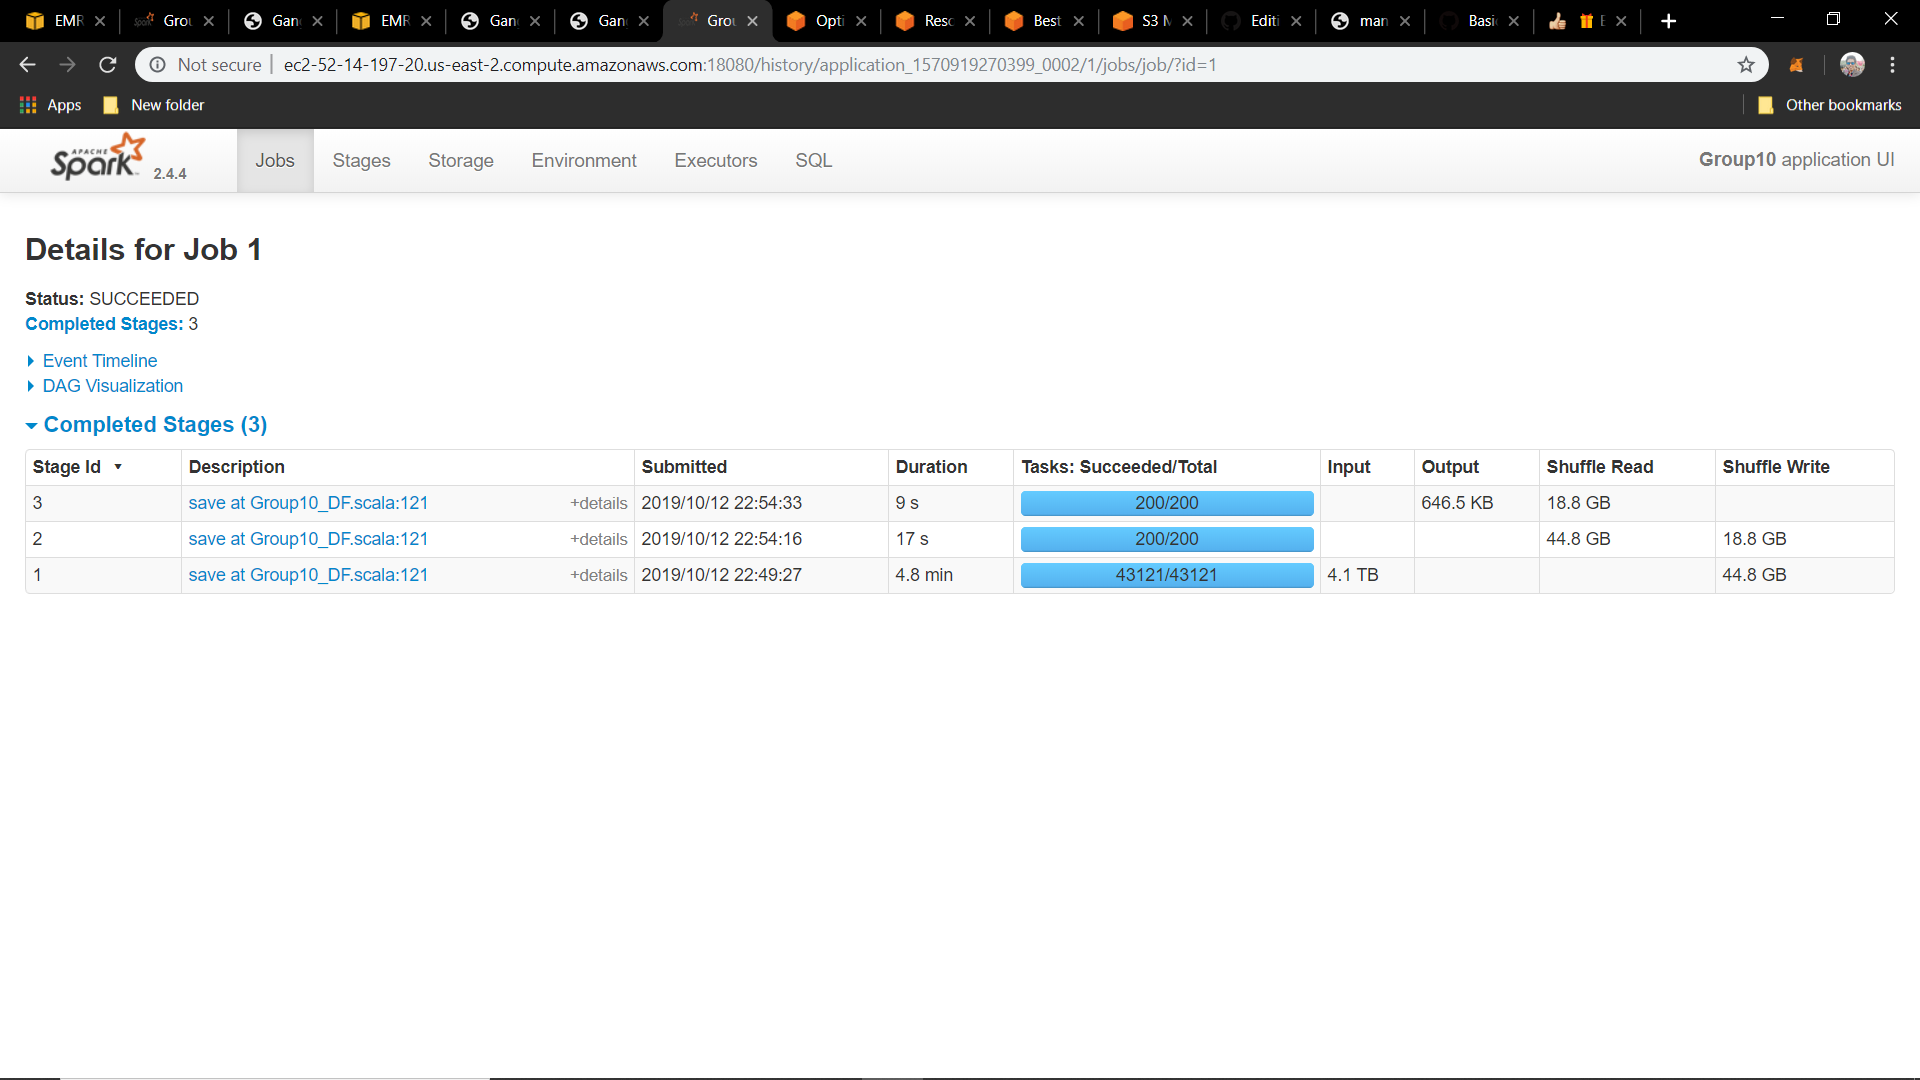 EMR Grou Gan EMR Gan Gan Grou Opti Reso Best S3 M Editi man Basi E
Not secure ec2-52-14-197-20.us-east-2.compute.amazonaws.com:18080/history/application_1570919270399_0002/1/jobs/job/?id=1
Apps New folder Other bookmarks
APACHE Spark 2.4.4 Jobs Stages Storage Environment Executors SQL Group10 application UI
Details for Job 1
Status: SUCCEEDED
Completed Stages: 3
Event Timeline
DAG Visualization
Completed Stages (3)
Stage Id Description Submitted Duration Tasks: Succeeded/Total Input Output Shuffle Read Shuffle Write
3 save at Group10_DF.scala:121 +details 2019/10/12 22:54:33 9 s 200/200 646.5 KB 18.8 GB
2 save at Group10_DF.scala:121 +details 2019/10/12 22:54:16 17 s 200/200 44.8 GB 18.8 GB
1 save at Group10_DF.scala:121 +details 2019/10/12 22:49:27 4.8 min 43121/43121 4.1 TB 44.8 GB